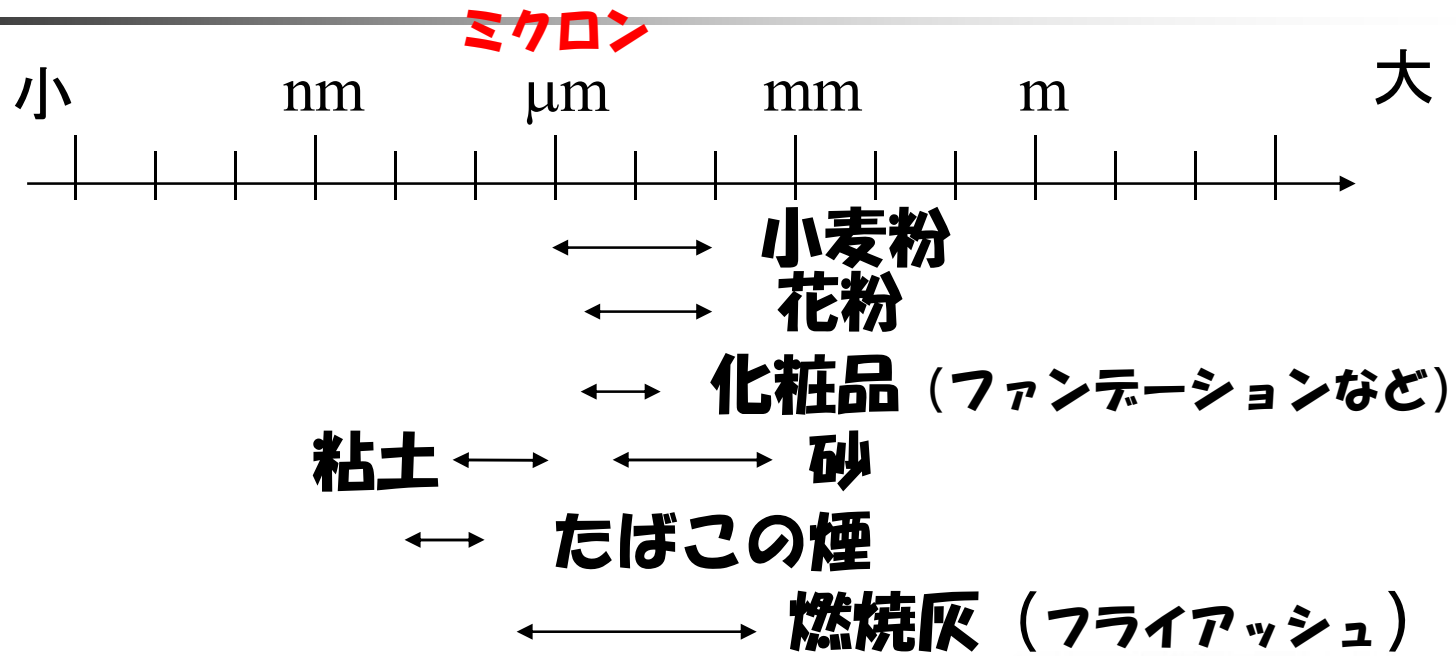 ミクロン
小 nm μm mm m 大
小麦粉
花粉
化粧品（ファンデーションなど）
粘土 砂
たばこの煙
燃焼灰（フライアッシュ）